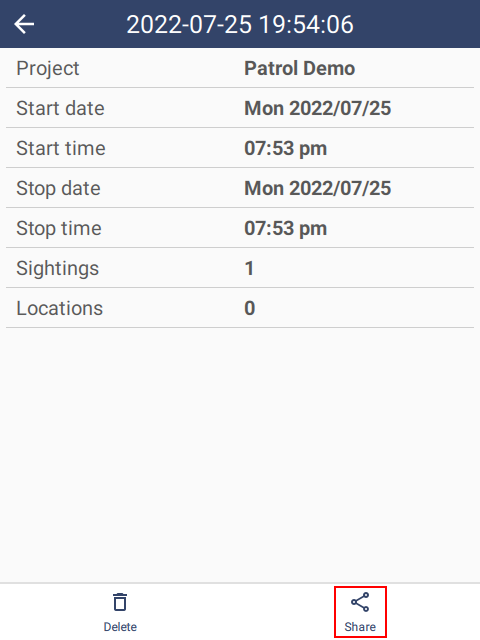 2022-07-25 19:54:06
Project Patrol Demo
Start date Mon 2022/07/25
Start time 07:53 pm
Stop date Mon 2022/07/25
Stop time 07:53 pm
Sightings 1
Locations 0
Delete Share